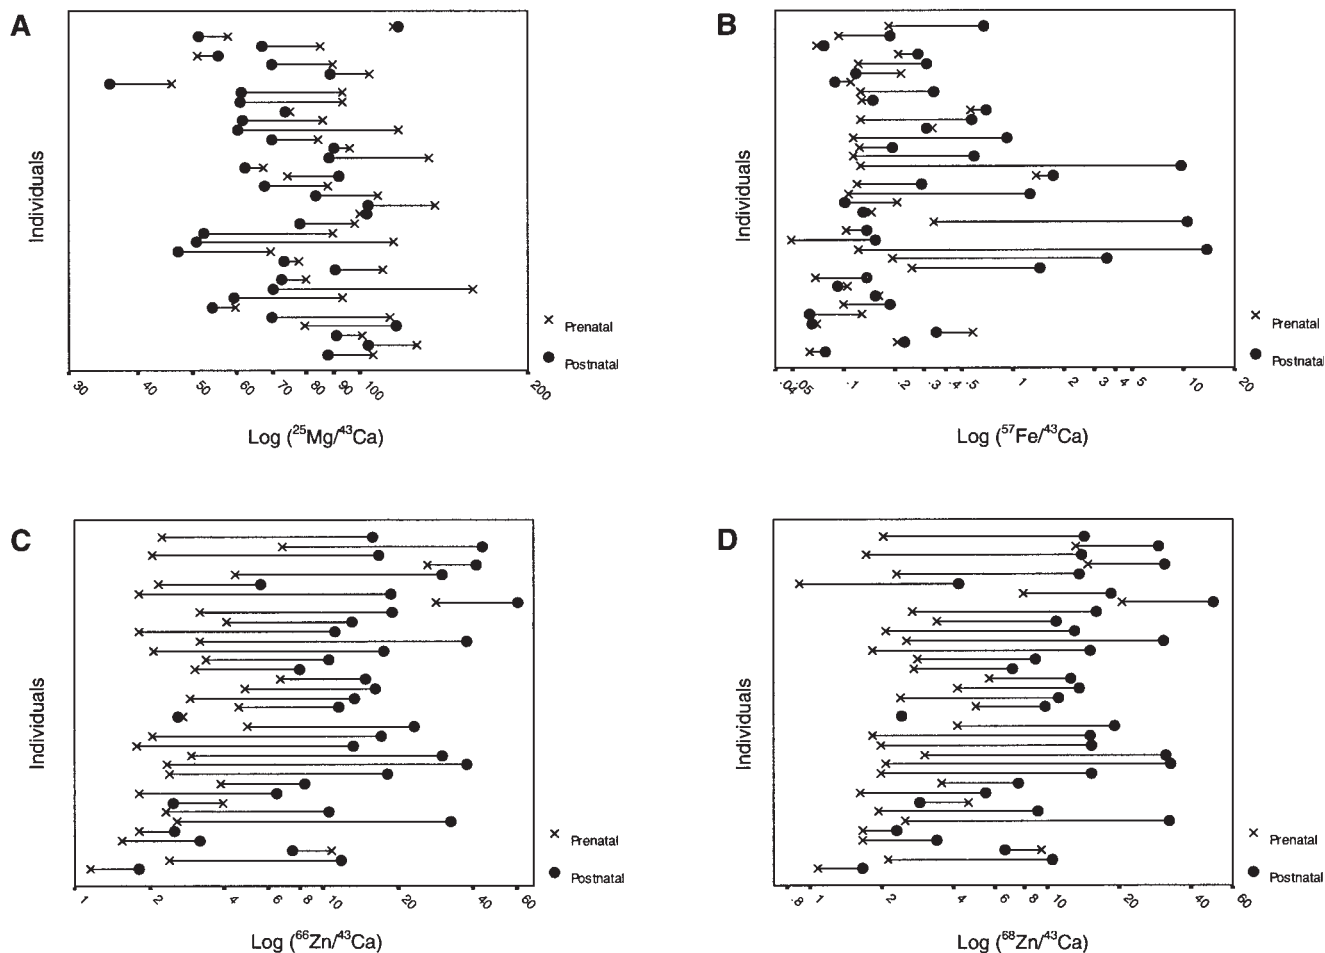 A
Individuals
× Prenatal
● Postnatal
30 40 50 60 70 80 90 100 200
Log (²⁵Mg/⁴³Ca)
B
Individuals
× Prenatal
● Postnatal
.04 .05 .1 .2 .3 .4 .5 1 2 3 4 5 10 20
Log (⁵⁷Fe/⁴³Ca)
C
Individuals
× Prenatal
● Postnatal
1 2 4 6 8 10 20 40 60
Log (⁶⁶Zn/⁴³Ca)
D
Individuals
× Prenatal
● Postnatal
.8 1 2 4 6 8 10 20 40 60
Log (⁶⁸Zn/⁴³Ca)